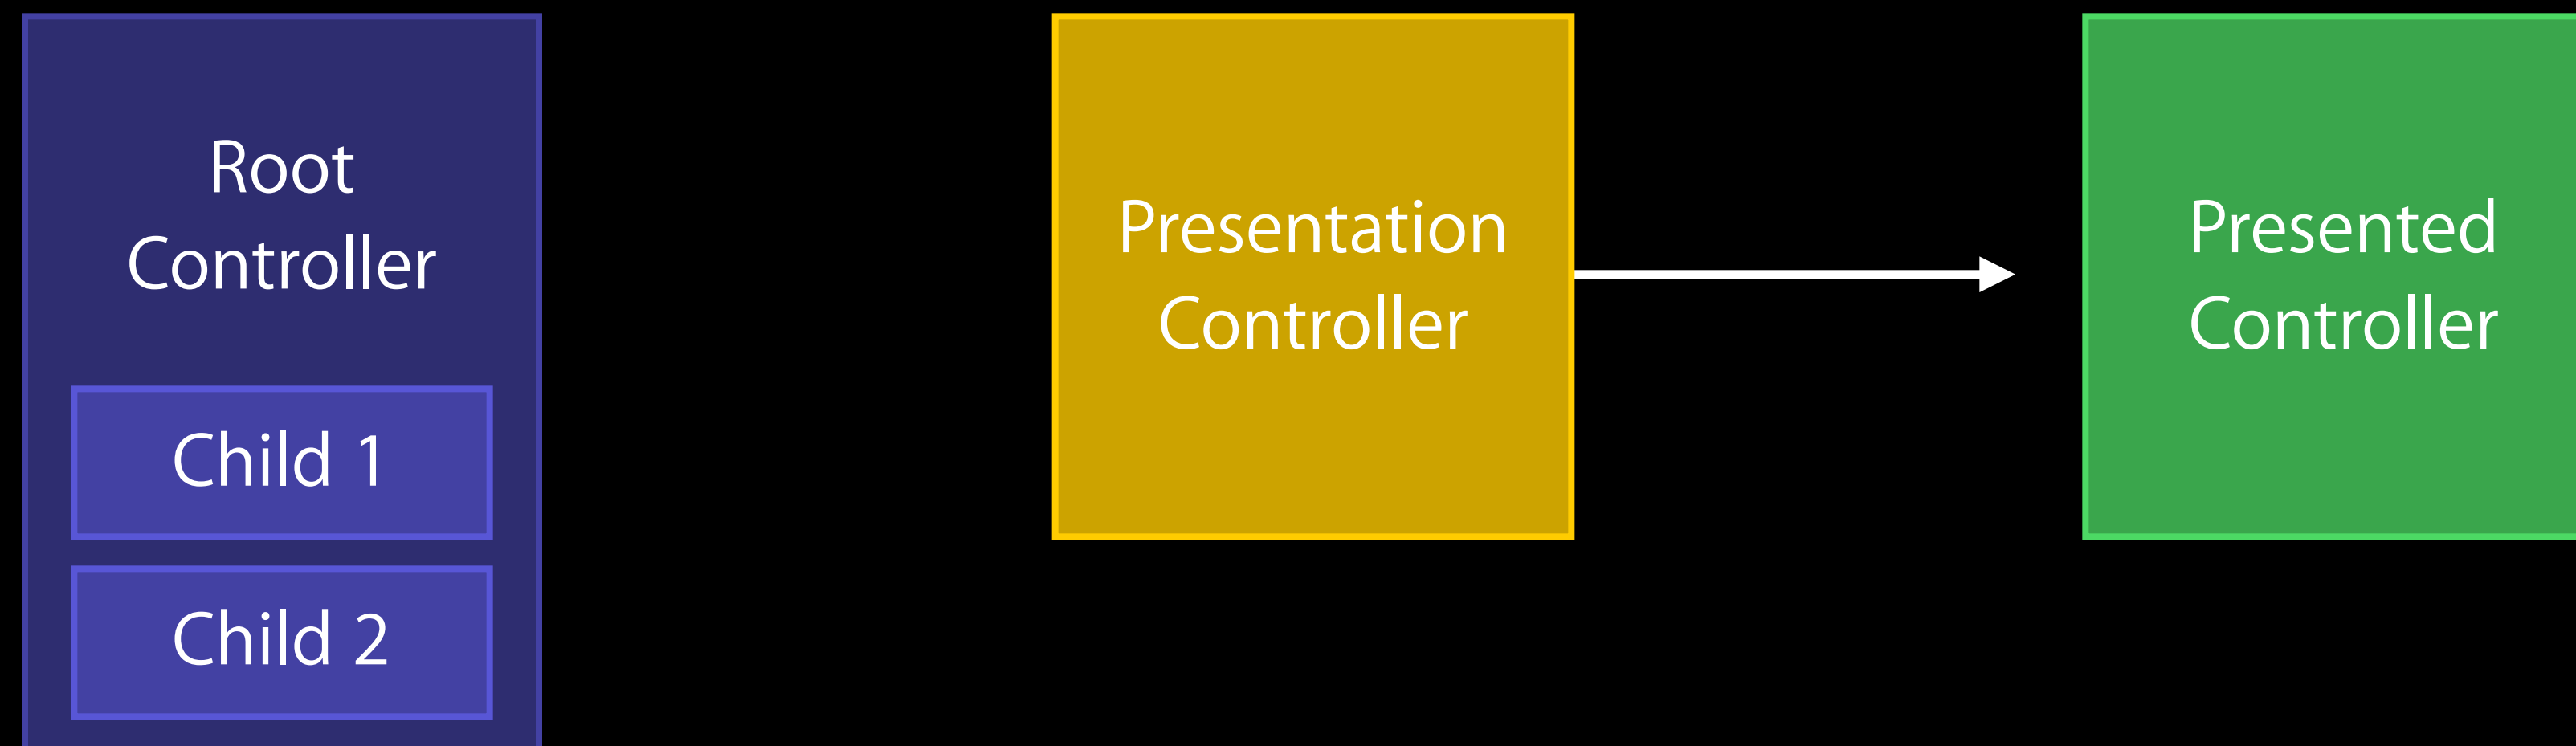 Root
Controller
Child 1
Child 2
Presentation
Controller
Presented
Controller